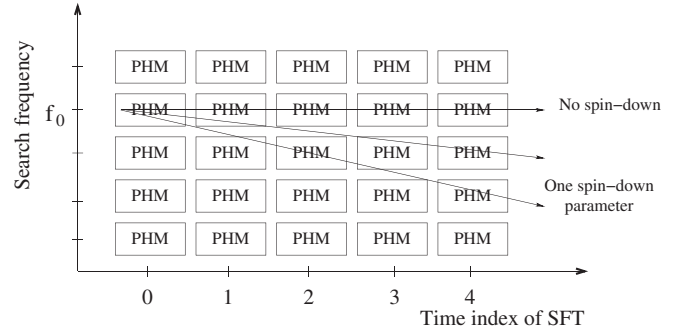 PHM PHM PHM PHM PHM
Search frequency
f0
PHM PHM PHM PHM PHM
No spin−down
PHM PHM PHM PHM PHM
PHM PHM PHM PHM PHM
One spin−down
parameter
PHM PHM PHM PHM PHM
0 1 2 3 4
Time index of SFT